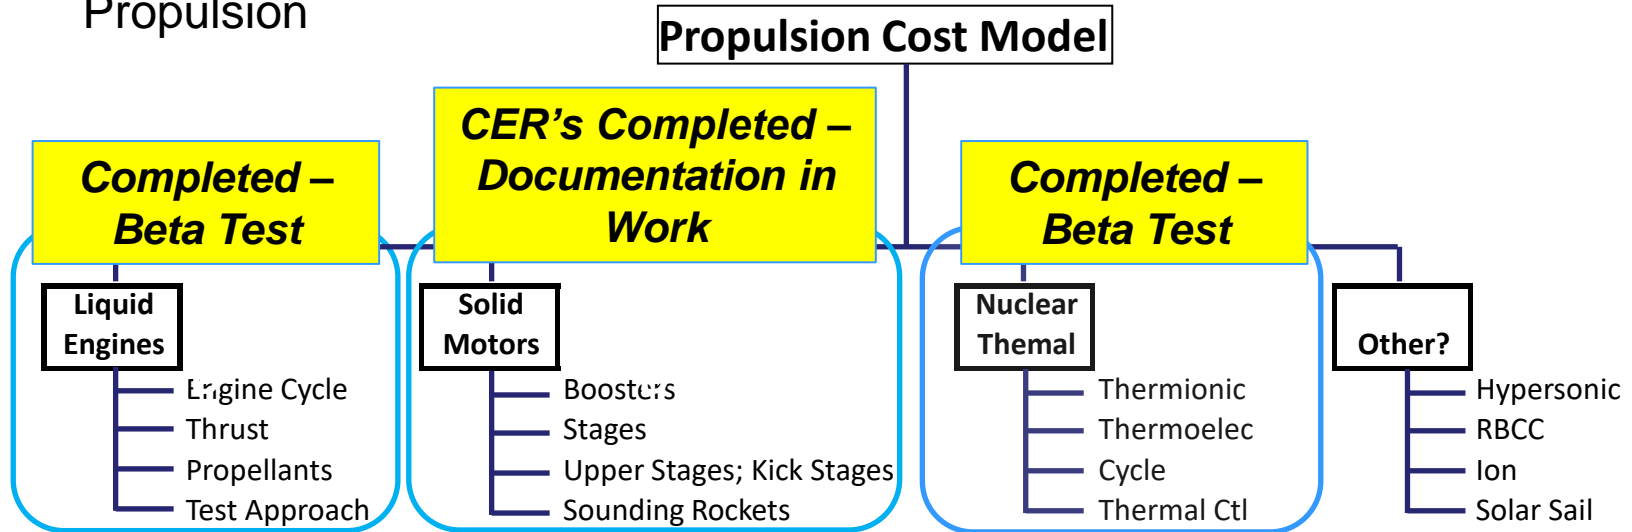 Propulsion
Propulsion Cost Model
Completed –
Beta Test
CER's Completed –
Documentation in
Work
Completed –
Beta Test
Liquid
Engines
Engine Cycle
Thrust
Propellants
Test Approach
Solid
Motors
Boosters
Stages
Upper Stages; Kick Stages
Sounding Rockets
Nuclear
Themal
Thermionic
Thermoelec
Cycle
Thermal Ctl
Other?
Hypersonic
RBCC
Ion
Solar Sail